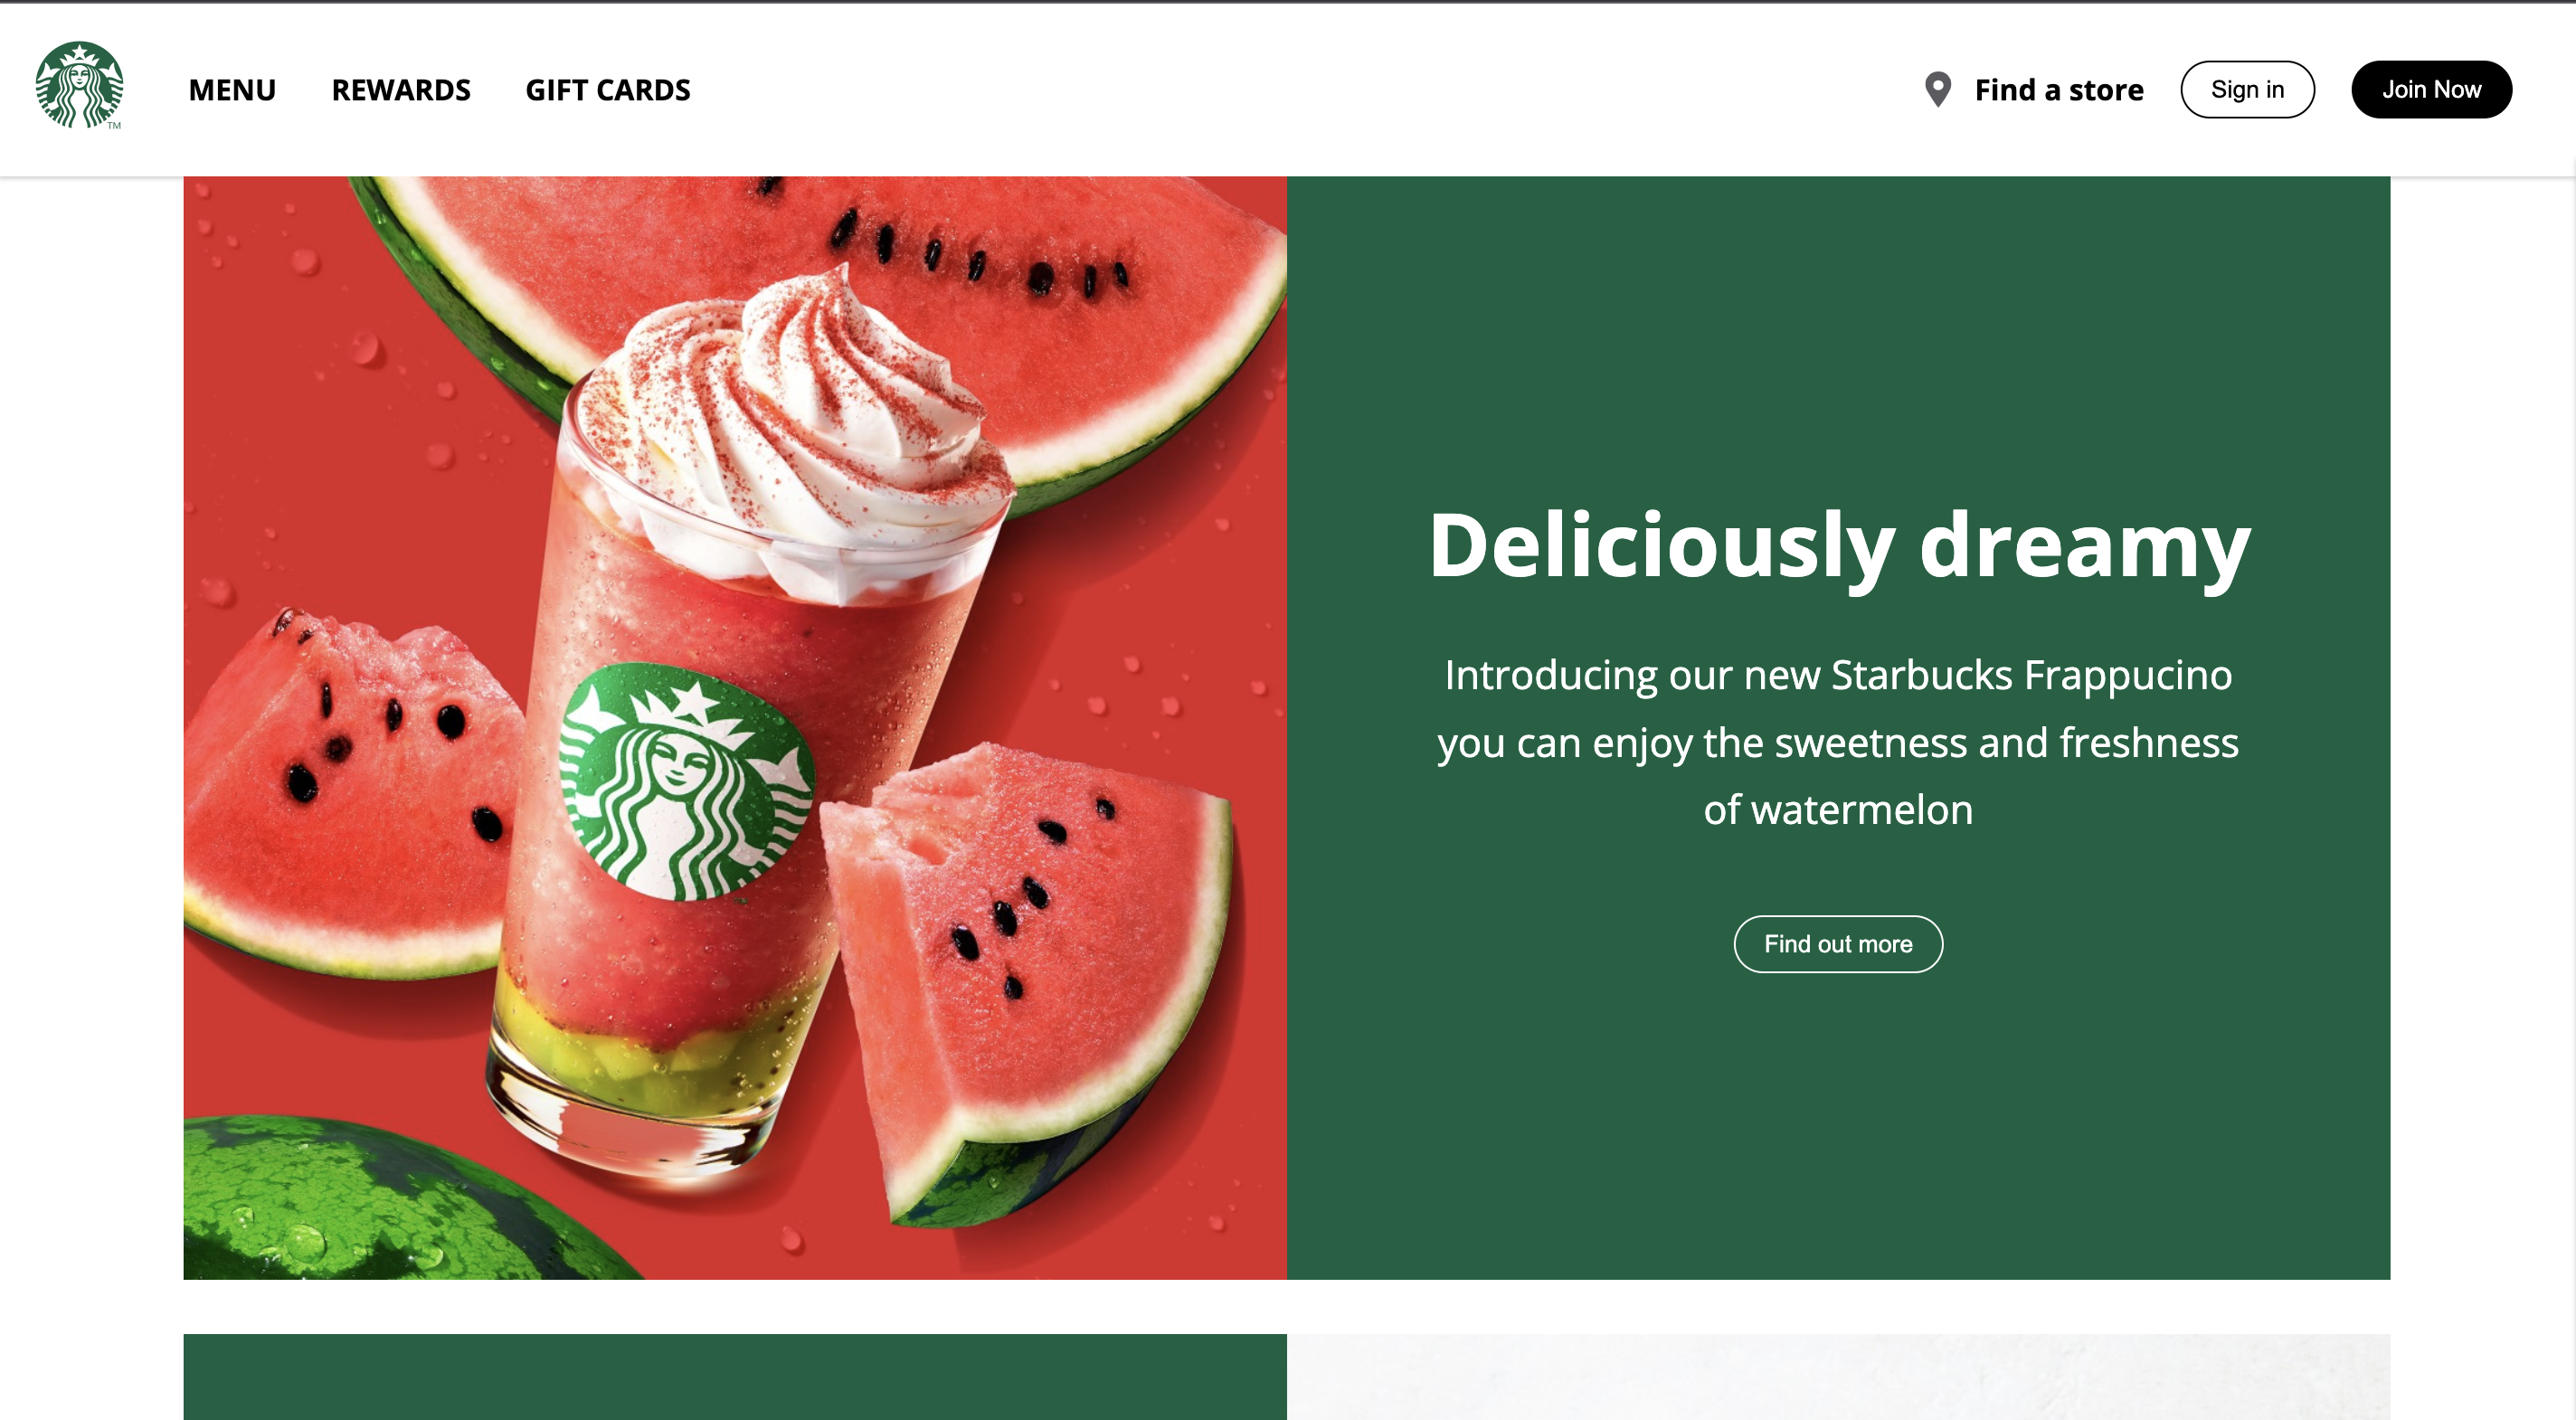 TM
MENU
REWARDS
GIFT CARDS
Find a store
Sign in
Join Now
Deliciously dreamy
Introducing our new Starbucks Frappucino
you can enjoy the sweetness and freshness
of watermelon
Find out more